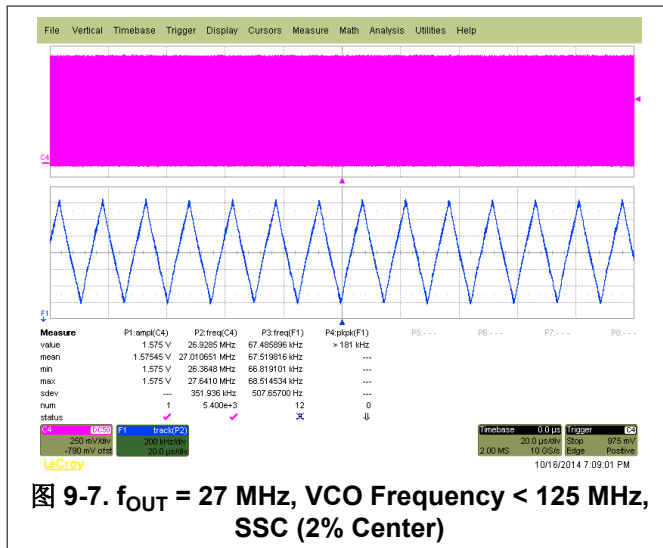 File Vertical Timebase Trigger Display Cursors Measure Math Analysis Utilities Help
C4
F1
Measure P1:ampl(C4) P2:freq(C4) P3:freq(F1) P4:pkpk(F1) P5:--- P6:--- P7:--- P8:---
value 1.575 V 26.9285 MHz 67.485896 kHz > 181 kHz
mean 1.57545 V 27.010651 MHz 67.519816 kHz ---
min 1.575 V 26.3648 MHz 66.819101 kHz ---
max 1.575 V 27.6410 MHz 68.514534 kHz ---
sdev --- 351.936 kHz 507.65700 Hz ---
num 1 5.400e+3 12 0
status
C4 DC50 F1 track(P2) Timebase 0.0 µs Trigger C4
250 mV/div 200 kHz/div 20.0 µs/div Stop 975 mV
-790 mV ofst 20.0 µs/div 2.00 MS 10 GS/s Edge Positive
LeCroy 10/16/2014 7:09:01 PM
图 9-7. fOUT = 27 MHz, VCO Frequency < 125 MHz,
SSC (2% Center)